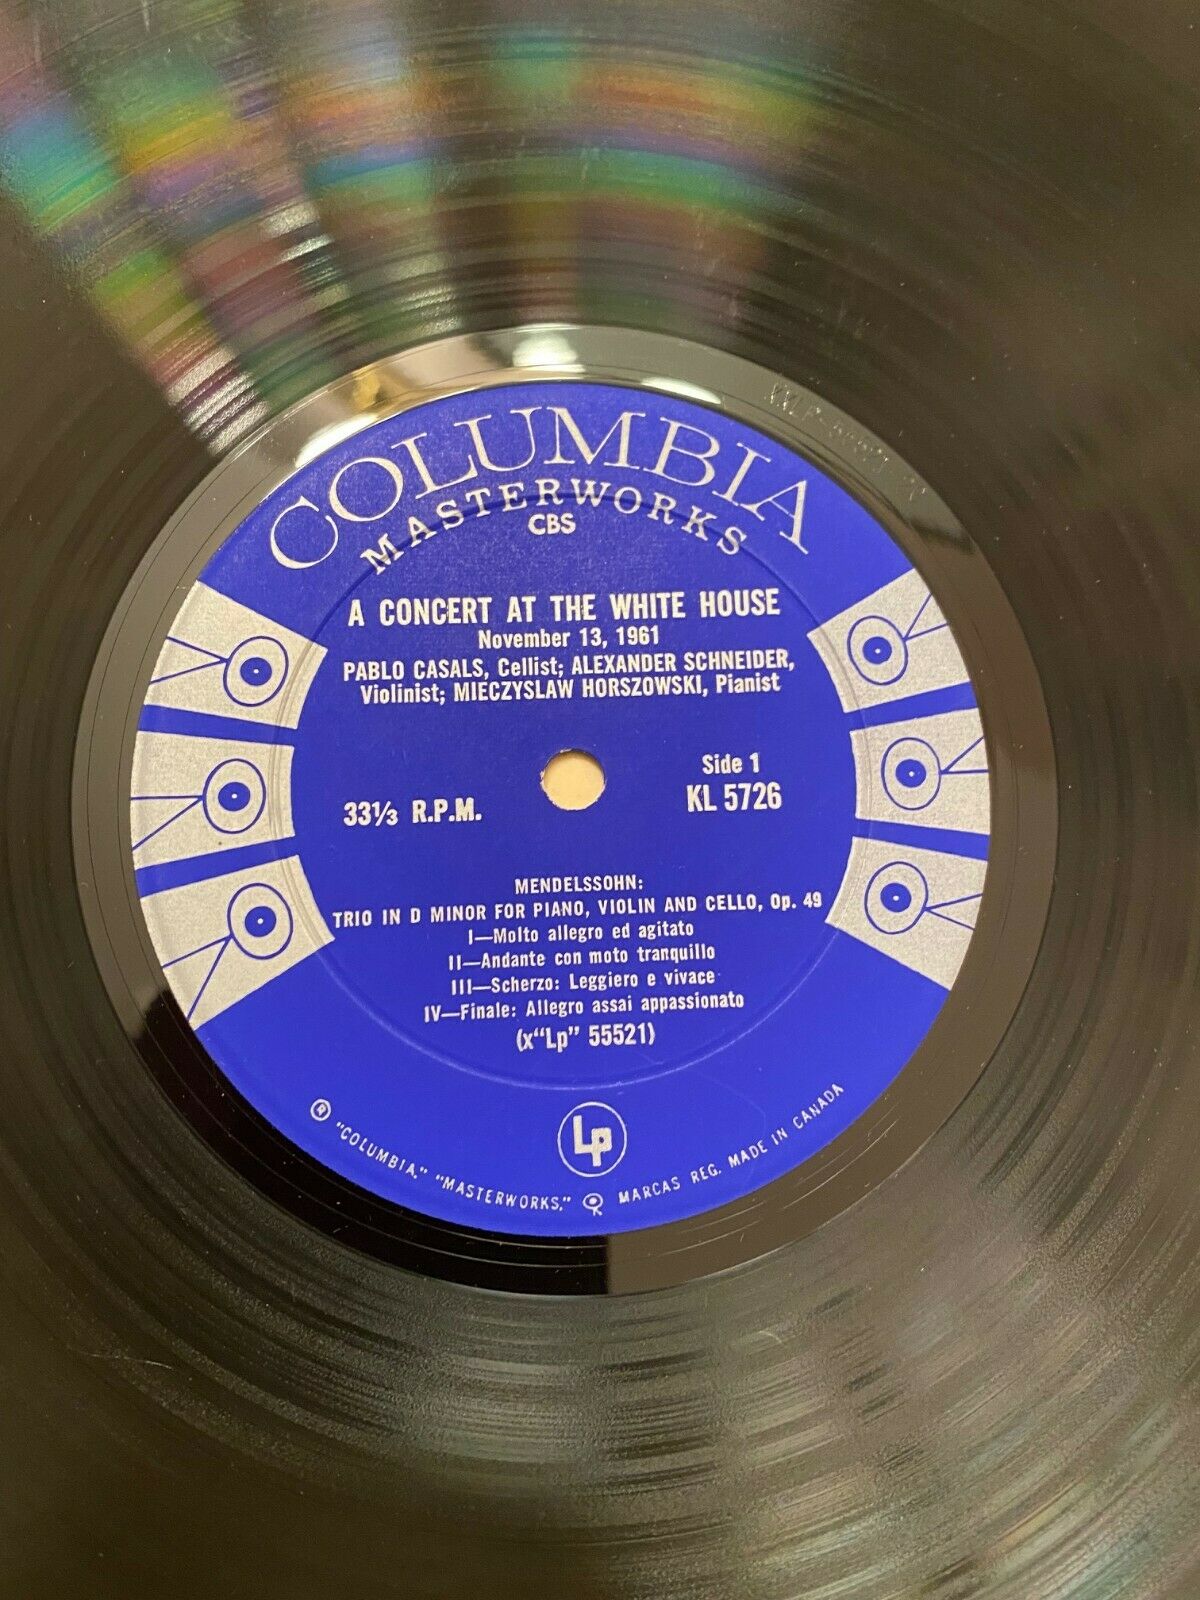 COLUMBIA
MASTERWORKS
CBS
A CONCERT AT THE WHITE HOUSE
November 13, 1961
PABLO CASALS, Cellist; ALEXANDER SCHNEIDER,
Violinist; MIECZYSLAW HORSZOWSKI, Pianist
Side 1
33⅓ R.P.M.
KL 5726
MENDELSSOHN:
TRIO IN D MINOR FOR PIANO, VIOLIN AND CELLO, Op. 49
I—Molto allegro ed agitato
II—Andante con moto tranquillo
III—Scherzo: Leggiero e vivace
IV—Finale: Allegro assai appassionato
(x“Lp” 55521)
Lp
® "COLUMBIA," "MASTERWORKS," MARCAS REG. MADE IN CANADA